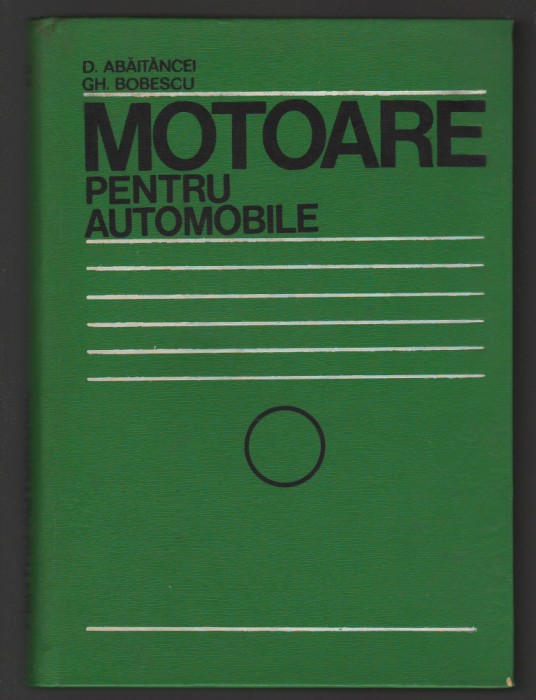 D. ABĂITĂNCEI
GH. BOBESCU
MOTOARE
PENTRU
AUTOMOBILE